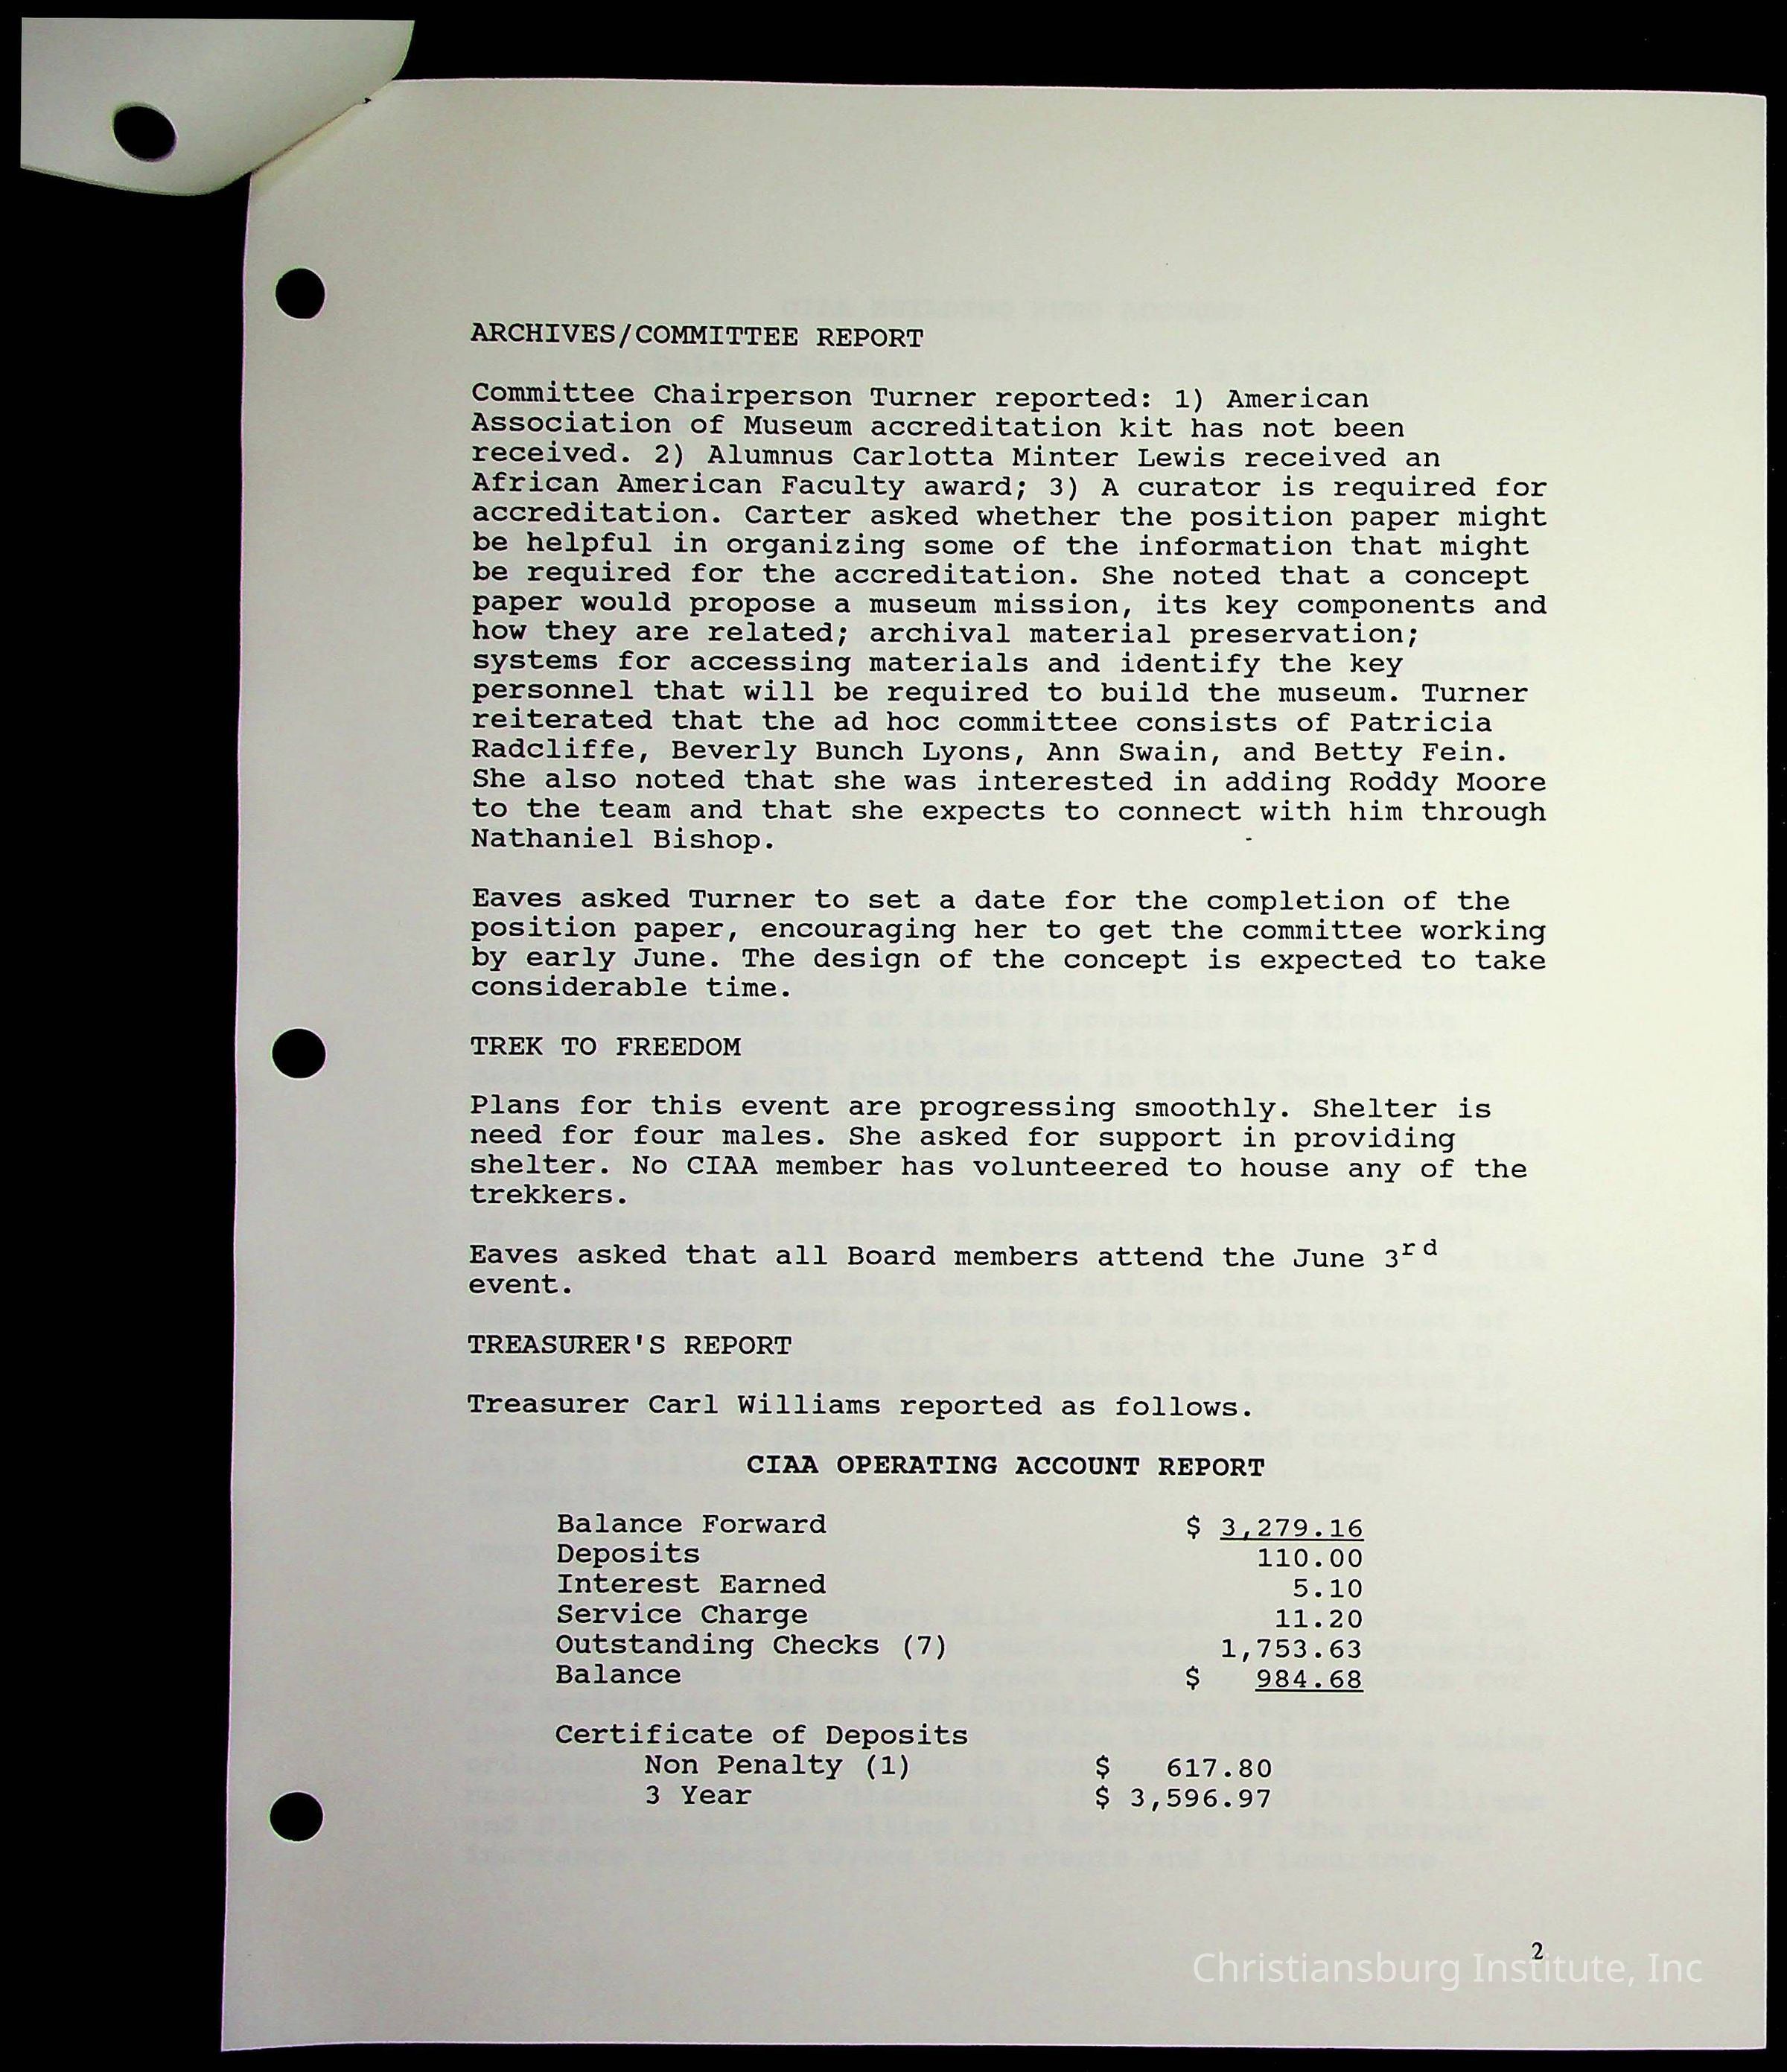 ARCHIVES/COMMITTEE REPORT
Committee Chairperson Turner reported: 1) American
Association of Museum accreditation kit has not been
received. 2) Alumnus Carlotta Minter Lewis received an
African American Faculty award; 3) A curator is required for
accreditation. Carter asked whether the position paper might
be helpful in organizing some of the information that might
be required for the accreditation. She noted that a concept
paper would propose a museum mission, its key components and
how they are related; archival material preservation;
systems for accessing materials and identify the key
personnel that will be required to build the museum. Turner
reiterated that the ad hoc committee consists of Patricia
Radcliffe, Beverly Bunch Lyons, Ann Swain, and Betty Fein.
She also noted that she was interested in adding Roddy Moore
to the team and that she expects to connect with him through
Nathaniel Bishop.
Eaves asked Turner to set a date for the completion of the
position paper, encouraging her to get the committee working
by early June. The design of the concept is expected to take
considerable time.
TREK TO FREEDOM
Plans for this event are progressing smoothly. Shelter is
need for four males. She asked for support in providing
shelter. No CIAA member has volunteered to house any of the
trekkers.
Eaves asked that all Board members attend the June 3rd
event.
TREASURER'S REPORT
Treasurer Carl Williams reported as follows.
CIAA OPERATING ACCOUNT REPORT
Balance Forward $ 3,279.16
Deposits 110.00
Interest Earned 5.10
Service Charge 11.20
Outstanding Checks (7) 1,753.63
Balance $ 984.68
Certificate of Deposits
Non Penalty (1) $ 617.80
3 Year $ 3,596.97
2
Christiansburg Institute, Inc